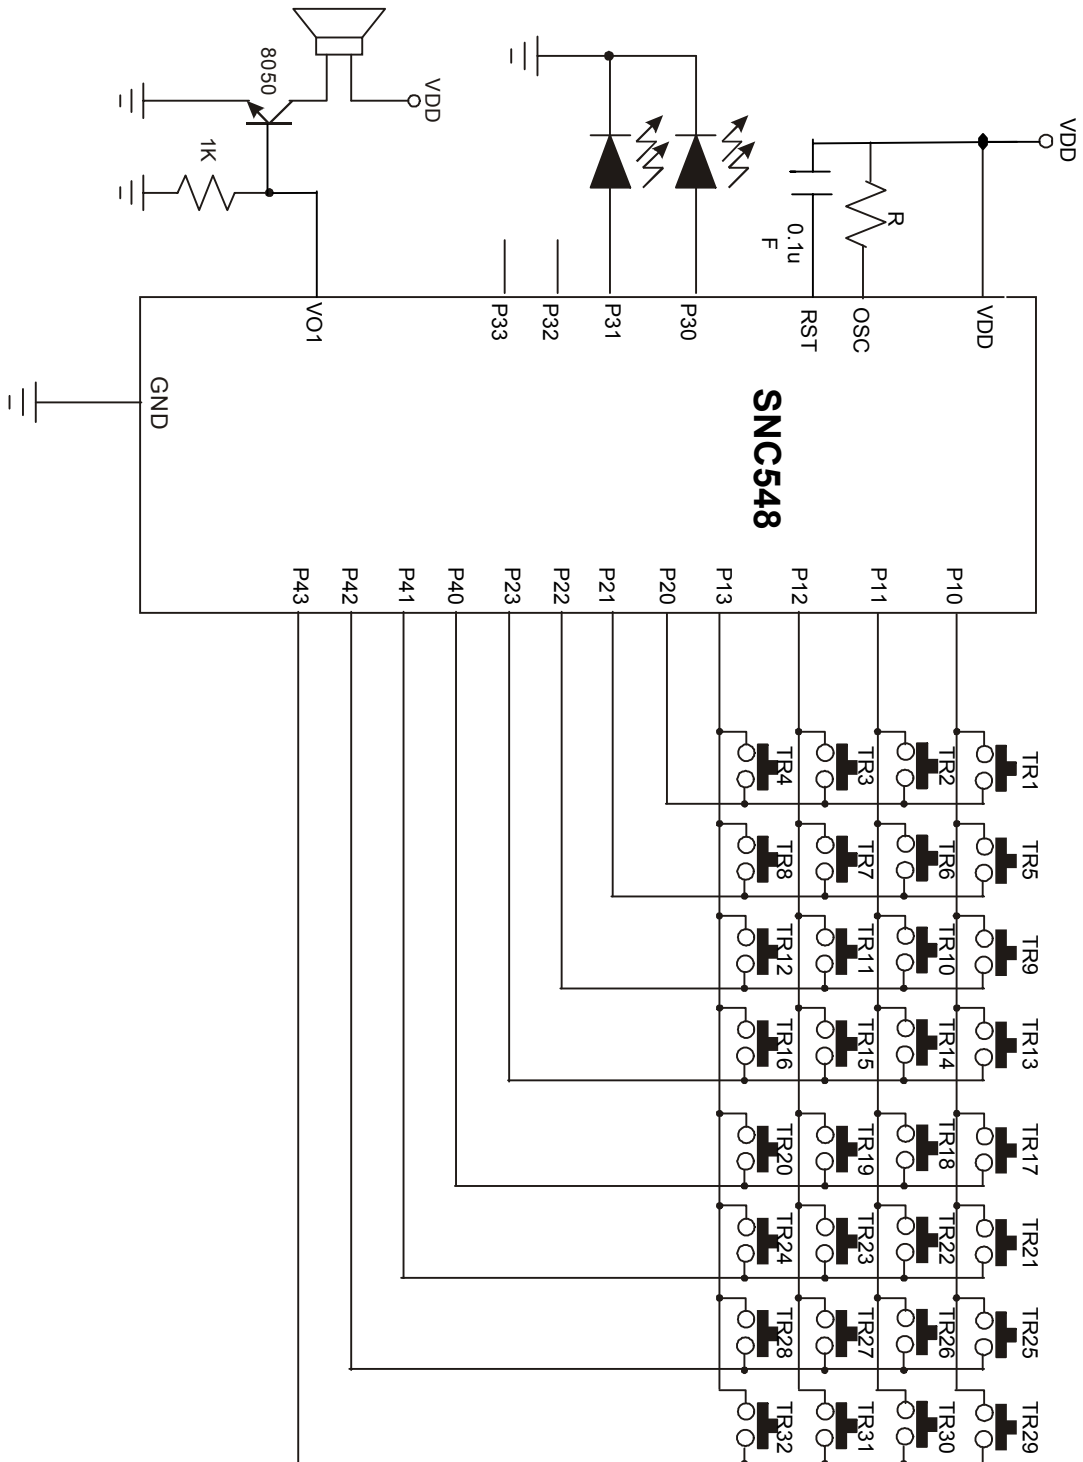 8050
VDD
1K
VDD
R
0.1u
F
VO1
P33
P32
P31
P30
RST
OSC
VDD
GND
SNC548
P43
P42
P41
P40
P23
P22
P21
P20
P13
P12
P11
P10
TR4
TR3
TR2
TR1
TR8
TR7
TR6
TR5
TR12
TR11
TR10
TR9
TR16
TR15
TR14
TR13
TR20
TR19
TR18
TR17
TR24
TR23
TR22
TR21
TR28
TR27
TR26
TR25
TR32
TR31
TR30
TR29